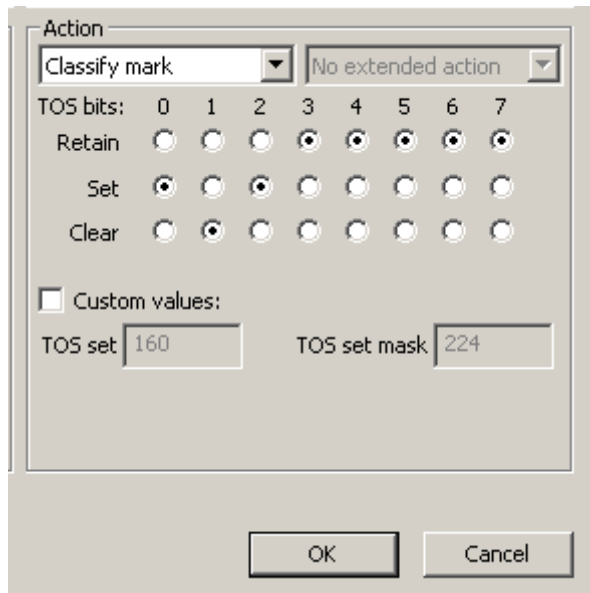 Action
Classify mark No extended action
TOS bits: 0 1 2 3 4 5 6 7
Retain
Set
Clear
Custom values:
TOS set 160 TOS set mask 224
OK Cancel